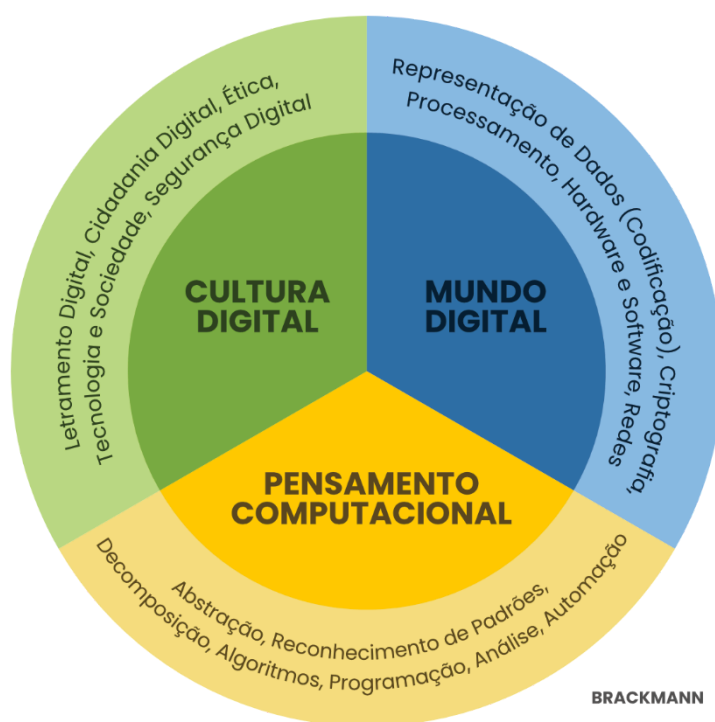 Letramento Digital, Cidadania Digital, Ética,
Tecnologia e Sociedade, Segurança Digital
CULTURA
DIGITAL
Representação de Dados (Codificação), Criptografia,
Processamento, Hardware e Software, Redes
MUNDO
DIGITAL
PENSAMENTO
COMPUTACIONAL
Abstração, Reconhecimento de Padrões,
Decomposição, Algoritmos, Programação, Análise, Automação
BRACKMANN